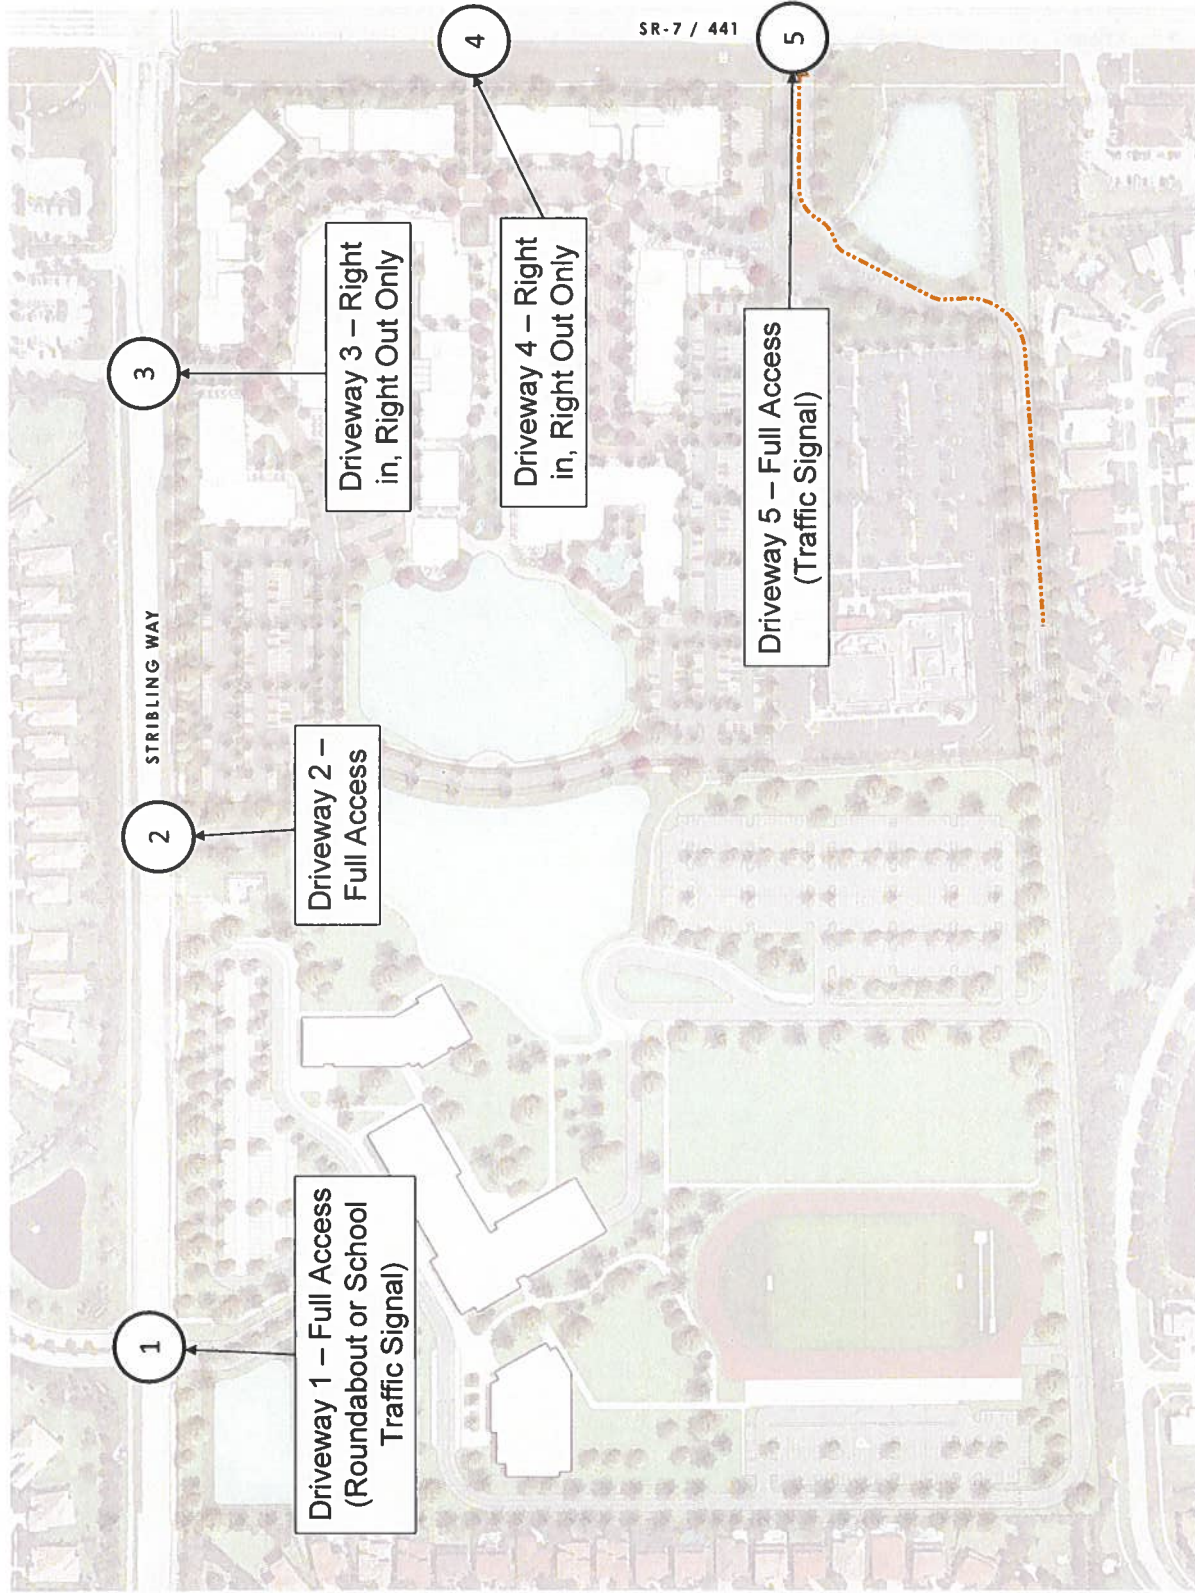 1
Driveway 1 – Full Access
(Roundabout or School
Traffic Signal)
2
Driveway 2 –
Full Access
STRIBLING WAY
3
Driveway 3 – Right
in, Right Out Only
4
Driveway 4 – Right
in, Right Out Only
SR-7 / 441
5
Driveway 5 – Full Access
(Traffic Signal)